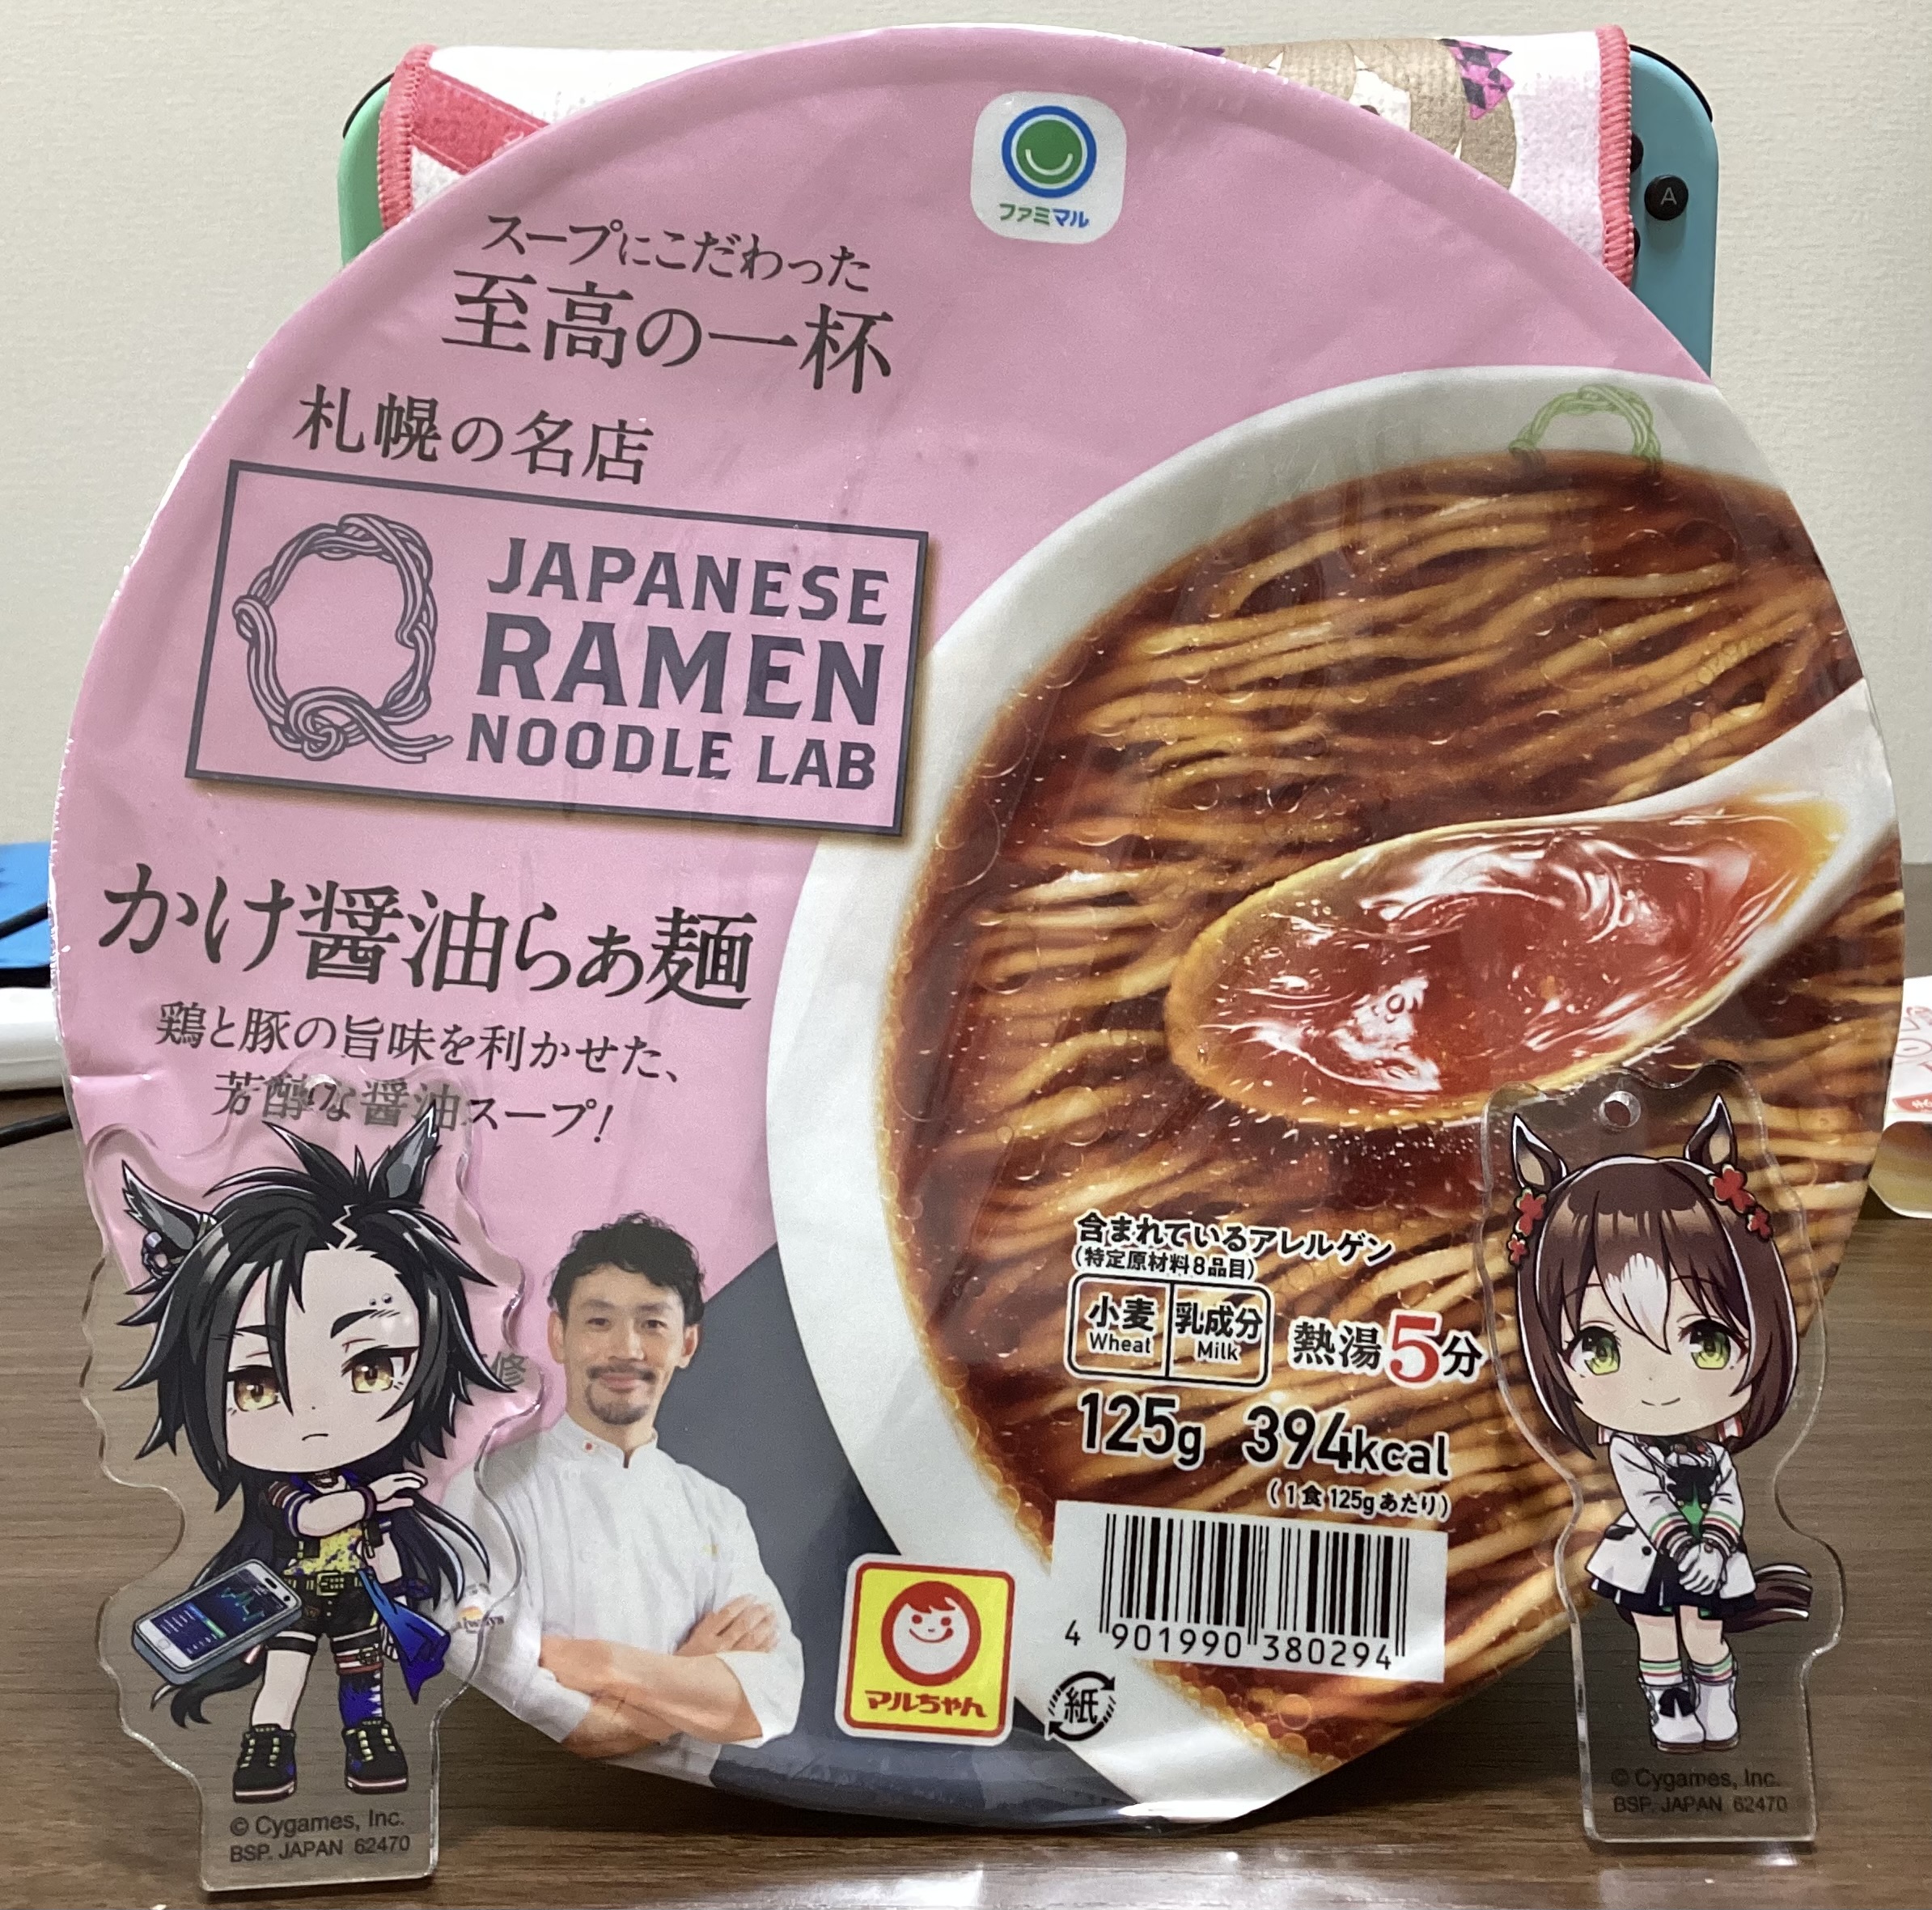 ファミマル
A
スープにこだわった
至高の一杯
札幌の名店
JAPANESE
RAMEN
NOODLE LAB
かけ醤油らぁ麺
鶏と豚の旨味を利かせた、
芳醇な醤油スープ!
修
含まれているアレルゲン
(特定原材料8品目)
小麦 乳成分
Wheat Milk
熱湯5分
125g 394kcal
(1食125gあたり)
4 901990 380294
マルちゃん
紙
© Cygames, Inc.
BSP. JAPAN 62470
© Cygames, Inc.
BSP. JAPAN 62470